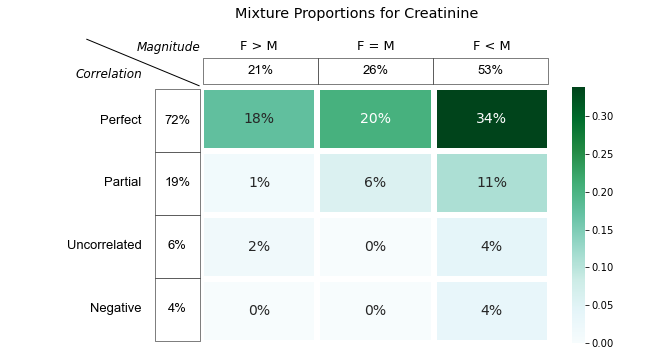 Mixture Proportions for Creatinine
Magnitude F > M F = M F < M
Correlation 21% 26% 53%
Perfect 72% 18% 20% 34%
Partial 19% 1% 6% 11%
Uncorrelated 6% 2% 0% 4%
Negative 4% 0% 0% 4%
0.30
0.25
0.20
0.15
0.10
0.05
0.00